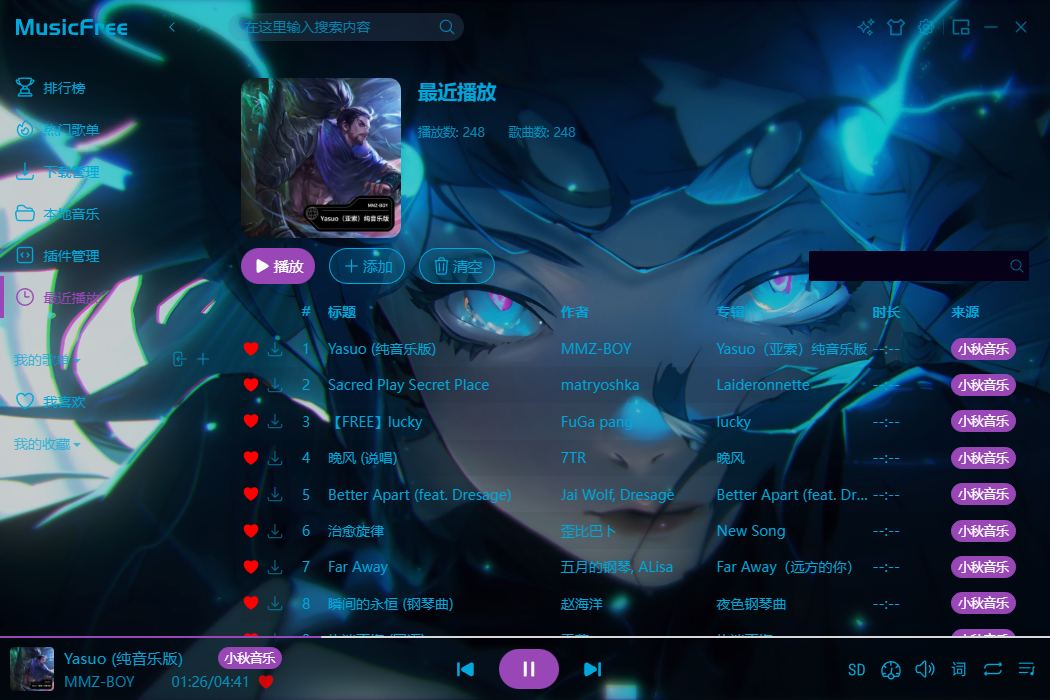 MusicFree
在这里输入搜索内容
排行榜
热门歌单
下载管理
本地音乐
插件管理
最近播放
我的歌单
我喜欢
我的收藏
MMZ-BOY
Yasuo（亚索）纯音乐版
最近播放
播放数: 248 歌曲数: 248
播放 添加 清空
# 标题 作者 专辑 时长 来源
1 Yasuo (纯音乐版) MMZ-BOY Yasuo（亚索）纯音乐版 --:-- 小秋音乐
2 Sacred Play Secret Place matryoshka Laideronnette --:-- 小秋音乐
3 【FREE】lucky FuGa pang lucky --:-- 小秋音乐
4 晚风 (说唱) 7TR 晚风 --:-- 小秋音乐
5 Better Apart (feat. Dresage) Jai Wolf, Dresage Better Apart (feat. Dr... --:-- 小秋音乐
6 治愈旋律 歪比巴卜 New Song --:-- 小秋音乐
7 Far Away 五月的钢琴, ALisa Far Away（远方的你） --:-- 小秋音乐
8 瞬间的永恒 (钢琴曲) 赵海洋 夜色钢琴曲 --:-- 小秋音乐
Yasuo (纯音乐版) 小秋音乐
MMZ-BOY 01:26/04:41
SD 词